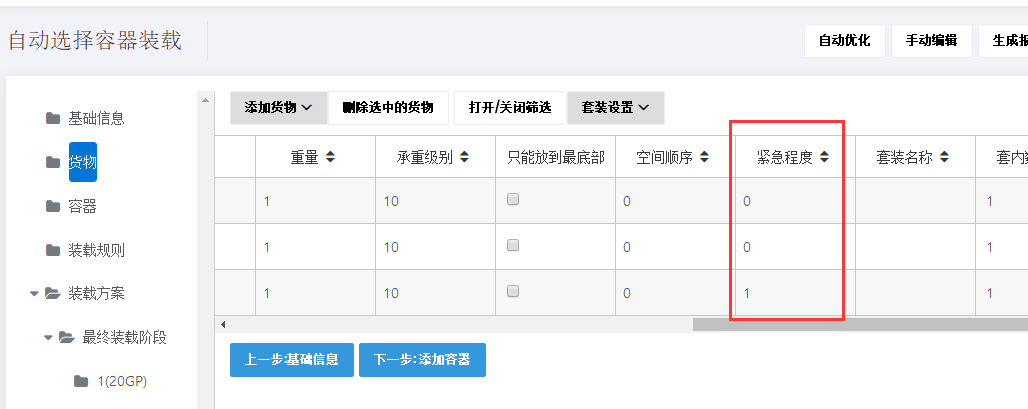 自动选择容器装载
自动优化 手动编辑 生成报
基础信息
货物
容器
装载规则
装载方案
最终装载阶段
1(20GP)
添加货物 删除选中的货物 打开/关闭筛选 套装设置
重量 承重级别 只能放到最底部 空间顺序 紧急程度 套装名称 套内数
1 10 0 0 1
1 10 0 0 1
1 10 0 1 1
上一步:基础信息 下一步:添加容器